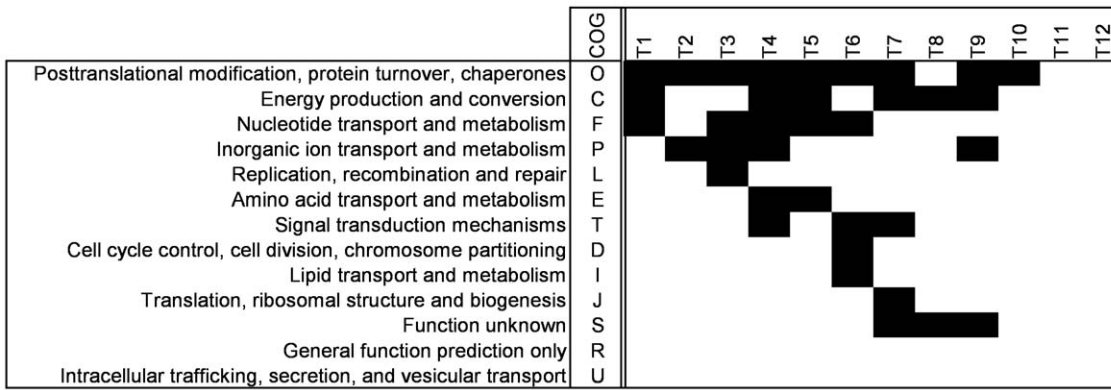 COG T1 T2 T3 T4 T5 T6 T7 T8 T9 T10 T11 T12
Posttranslational modification, protein turnover, chaperones O
Energy production and conversion C
Nucleotide transport and metabolism F
Inorganic ion transport and metabolism P
Replication, recombination and repair L
Amino acid transport and metabolism E
Signal transduction mechanisms T
Cell cycle control, cell division, chromosome partitioning D
Lipid transport and metabolism I
Translation, ribosomal structure and biogenesis J
Function unknown S
General function prediction only R
Intracellular trafficking, secretion, and vesicular transport U